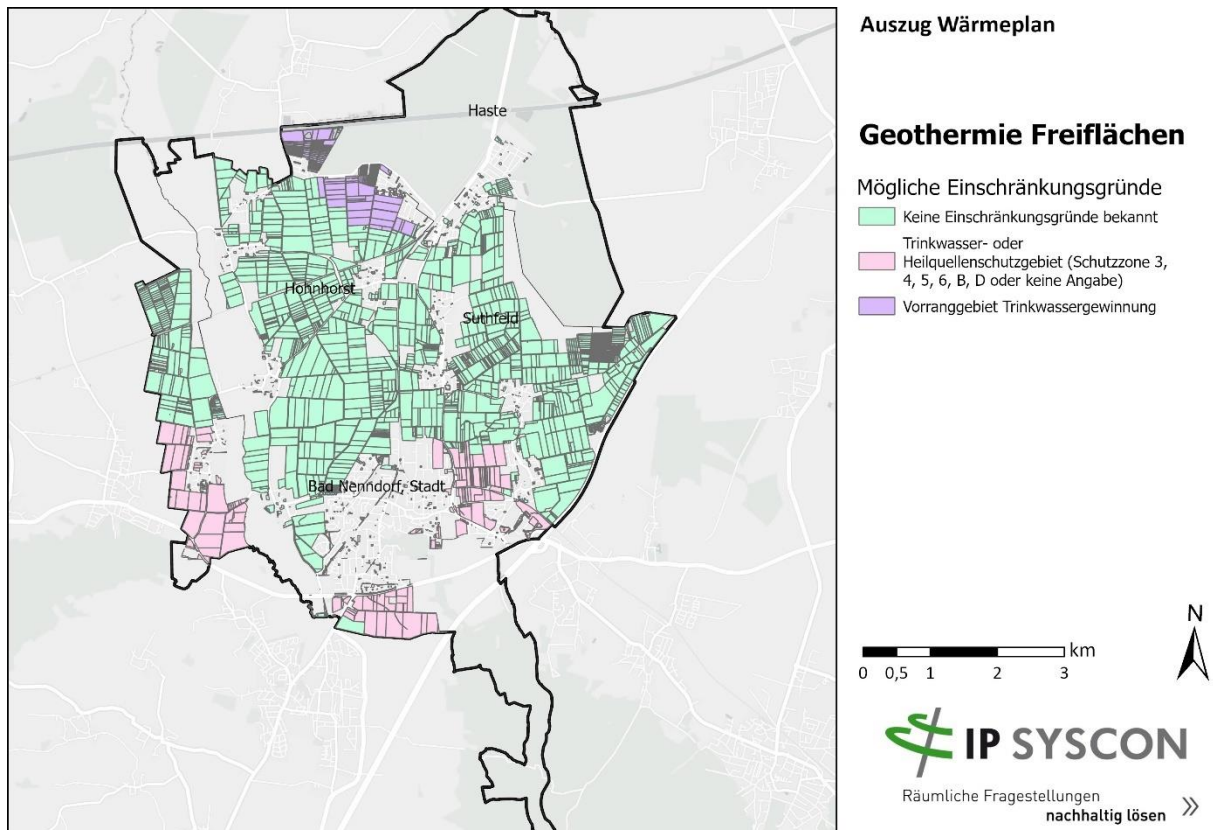 Auszug Wärmeplan
Geothermie Freiflächen
Mögliche Einschränkungsgründe
Keine Einschränkungsgründe bekannt
Trinkwasser- oder
Heilquellenschutzgebiet (Schutzzone 3,
4, 5, 6, B, D oder keine Angabe)
Vorranggebiet Trinkwassergewinnung
Haste
Hohnhorst
Suthfeld
Bad Nenndorf, Stadt
N
km
0 0,5 1 2 3
IP SYSCON
Räumliche Fragestellungen
nachhaltig lösen